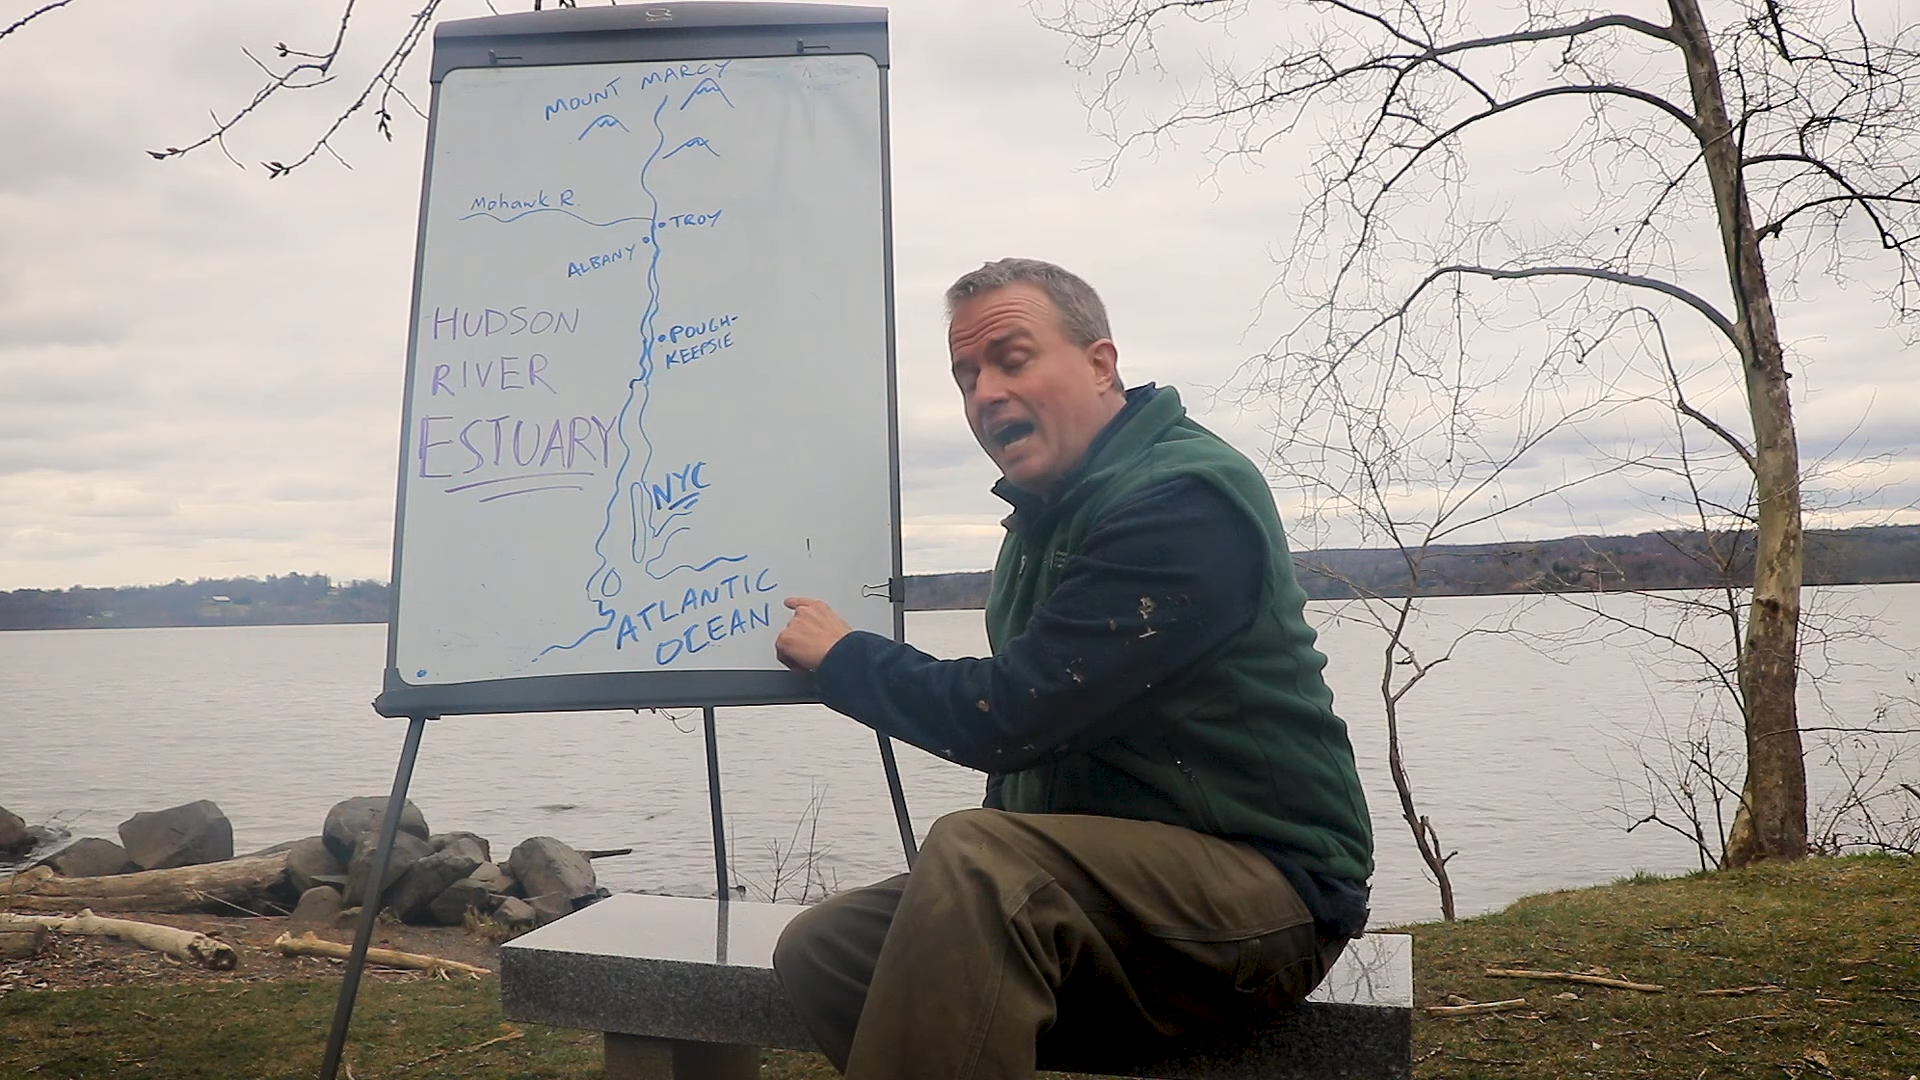 MOUNT MARCY
Mohawk R.
TROY
ALBANY
HUDSON
RIVER
ESTUARY
POUGH-
KEEPSIE
NYC
ATLANTIC
OCEAN